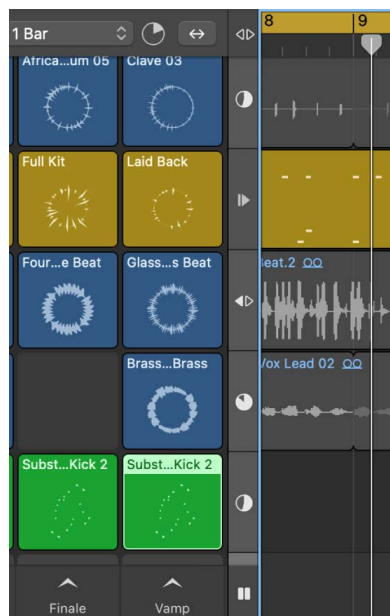 8 9
1 Bar
Africa...um 05 Clave 03
Full Kit Laid Back
Four...e Beat Glass...s Beat
Beat.2
Brass...Brass
Vox Lead 02
Subst...Kick 2 Subst...Kick 2
Finale Vamp